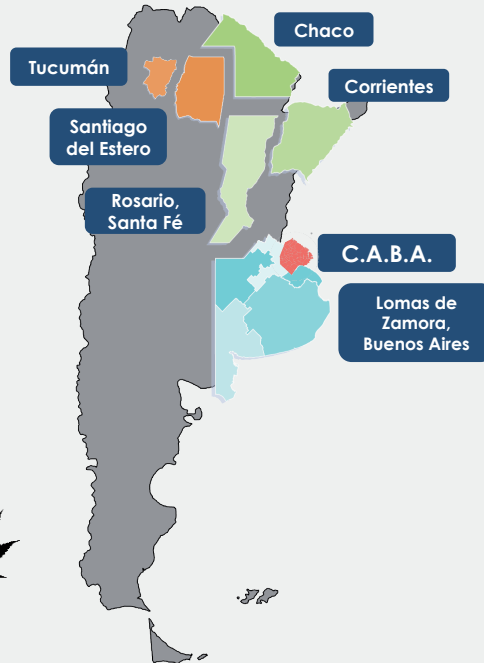 Chaco
Tucumán
Corrientes
Santiago
del Estero
Rosario,
Santa Fé
C.A.B.A.
Lomas de
Zamora,
Buenos Aires